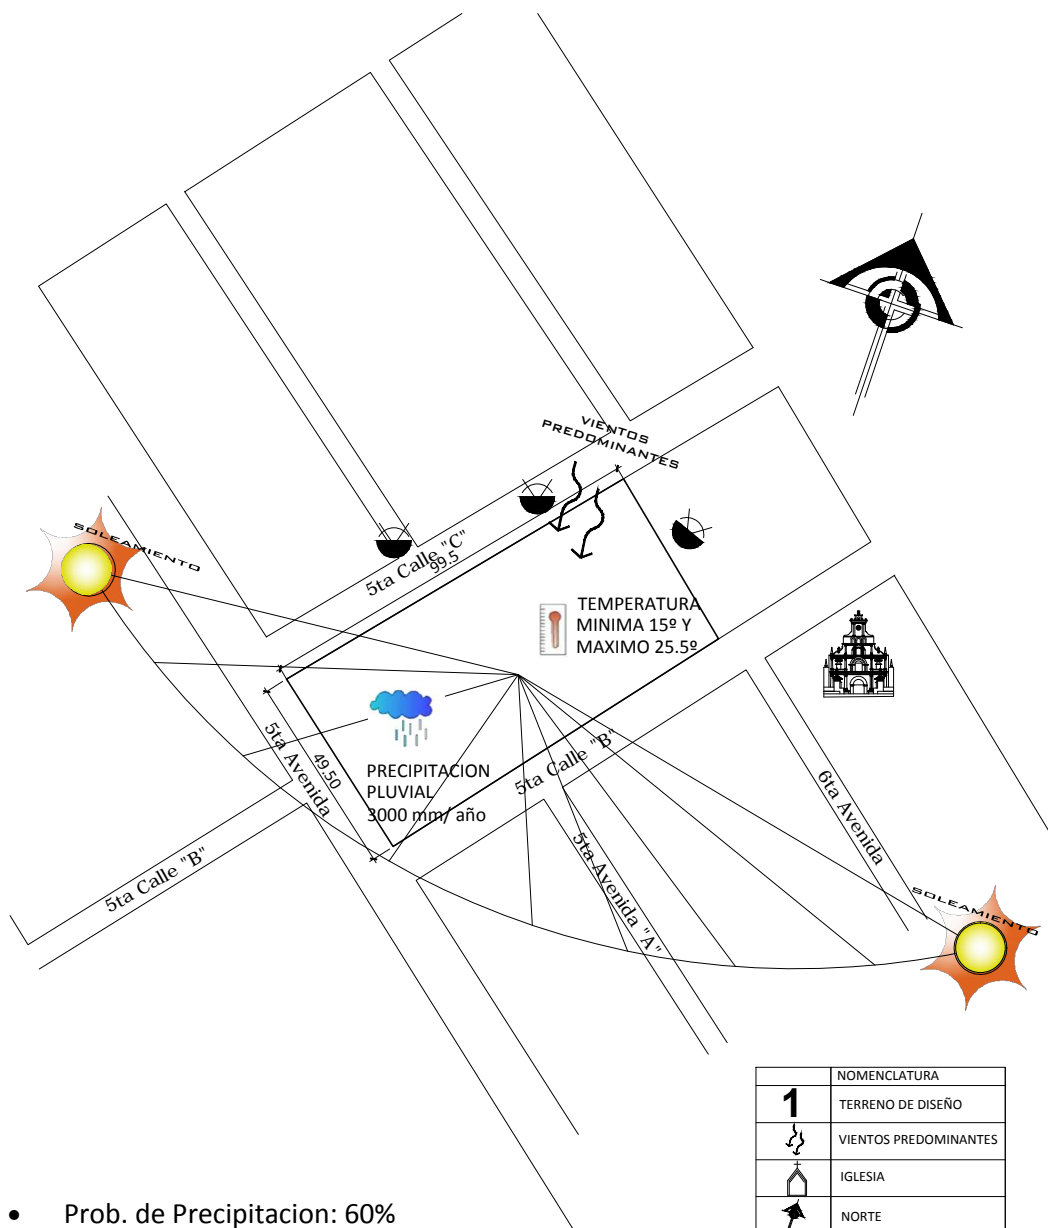 VIENTOS
PREDOMINANTES
SOLEAMIENTO
5ta Calle "C"
99.5
TEMPERATURA
MINIMA 15º Y
MAXIMO 25.5º
5ta Avenida
49.50
PRECIPITACION
PLUVIAL
3000 mm/ año
5ta Calle "B"
6ta Avenida
5ta Calle "B"
5ta Avenida "A"
SOLEAMIENTO
NOMENCLATURA
1 TERRENO DE DISEÑO
VIENTOS PREDOMINANTES
IGLESIA
NORTE
• Prob. de Precipitacion: 60%